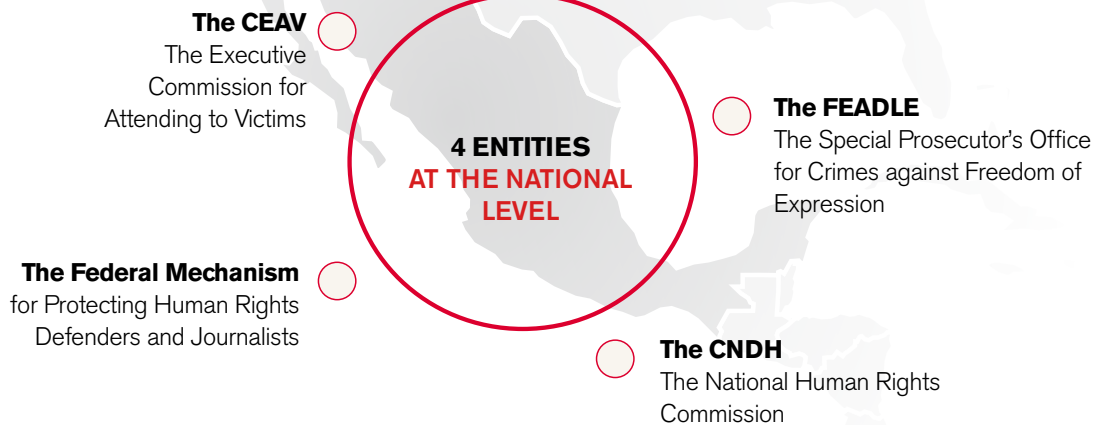 The CEAV
The Executive
Commission for
Attending to Victims
4 ENTITIES
AT THE NATIONAL
LEVEL
The FEADLE
The Special Prosecutor’s Office
for Crimes against Freedom of
Expression
The Federal Mechanism
for Protecting Human Rights
Defenders and Journalists
The CNDH
The National Human Rights
Commission